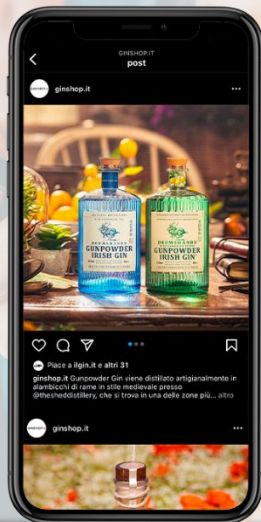 GINSHOP.IT
post
ginshop.it
DRUMSHANBO
GUNPOWDER
IRISH GIN
DRUMSHANBO
GUNPOWDER
IRISH GIN
Piace a ilgin.it e altri 31
ginshop.it Gunpowder Gin viene distillato artigianalmente in
alambicchi di rame in stile medievale presso
@thesheddistillery, che si trova in una delle zone più... altro
ginshop.it